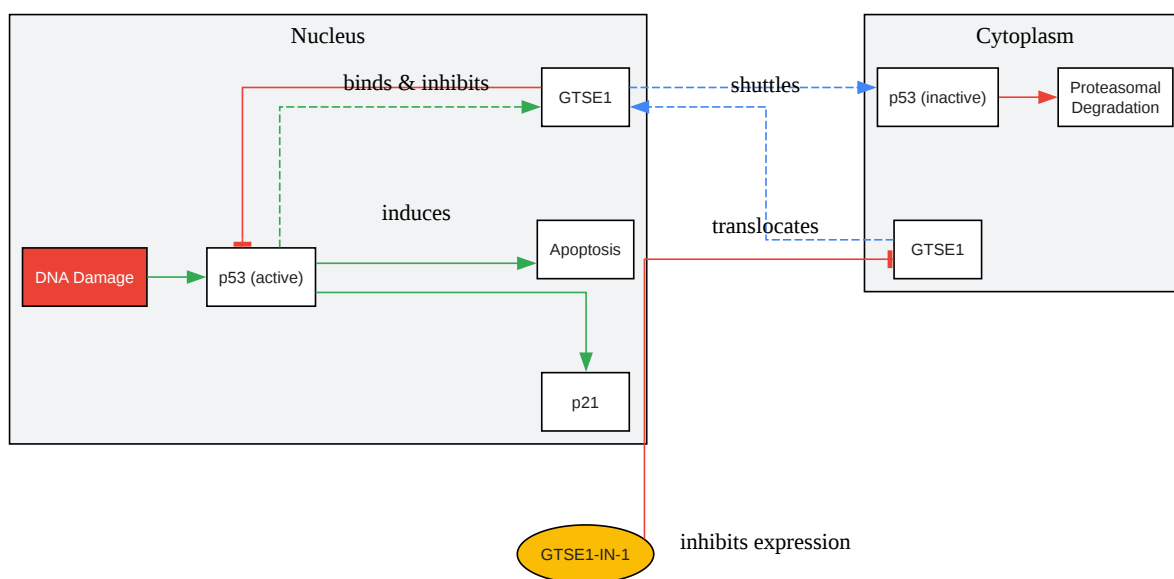 Nucleus
Cytoplasm
binds & inhibits
GTSE1
shuttles
p53 (inactive)
Proteasomal
Degradation
induces
translocates
DNA Damage
p53 (active)
Apoptosis
GTSE1
p21
GTSE1-IN-1
inhibits expression